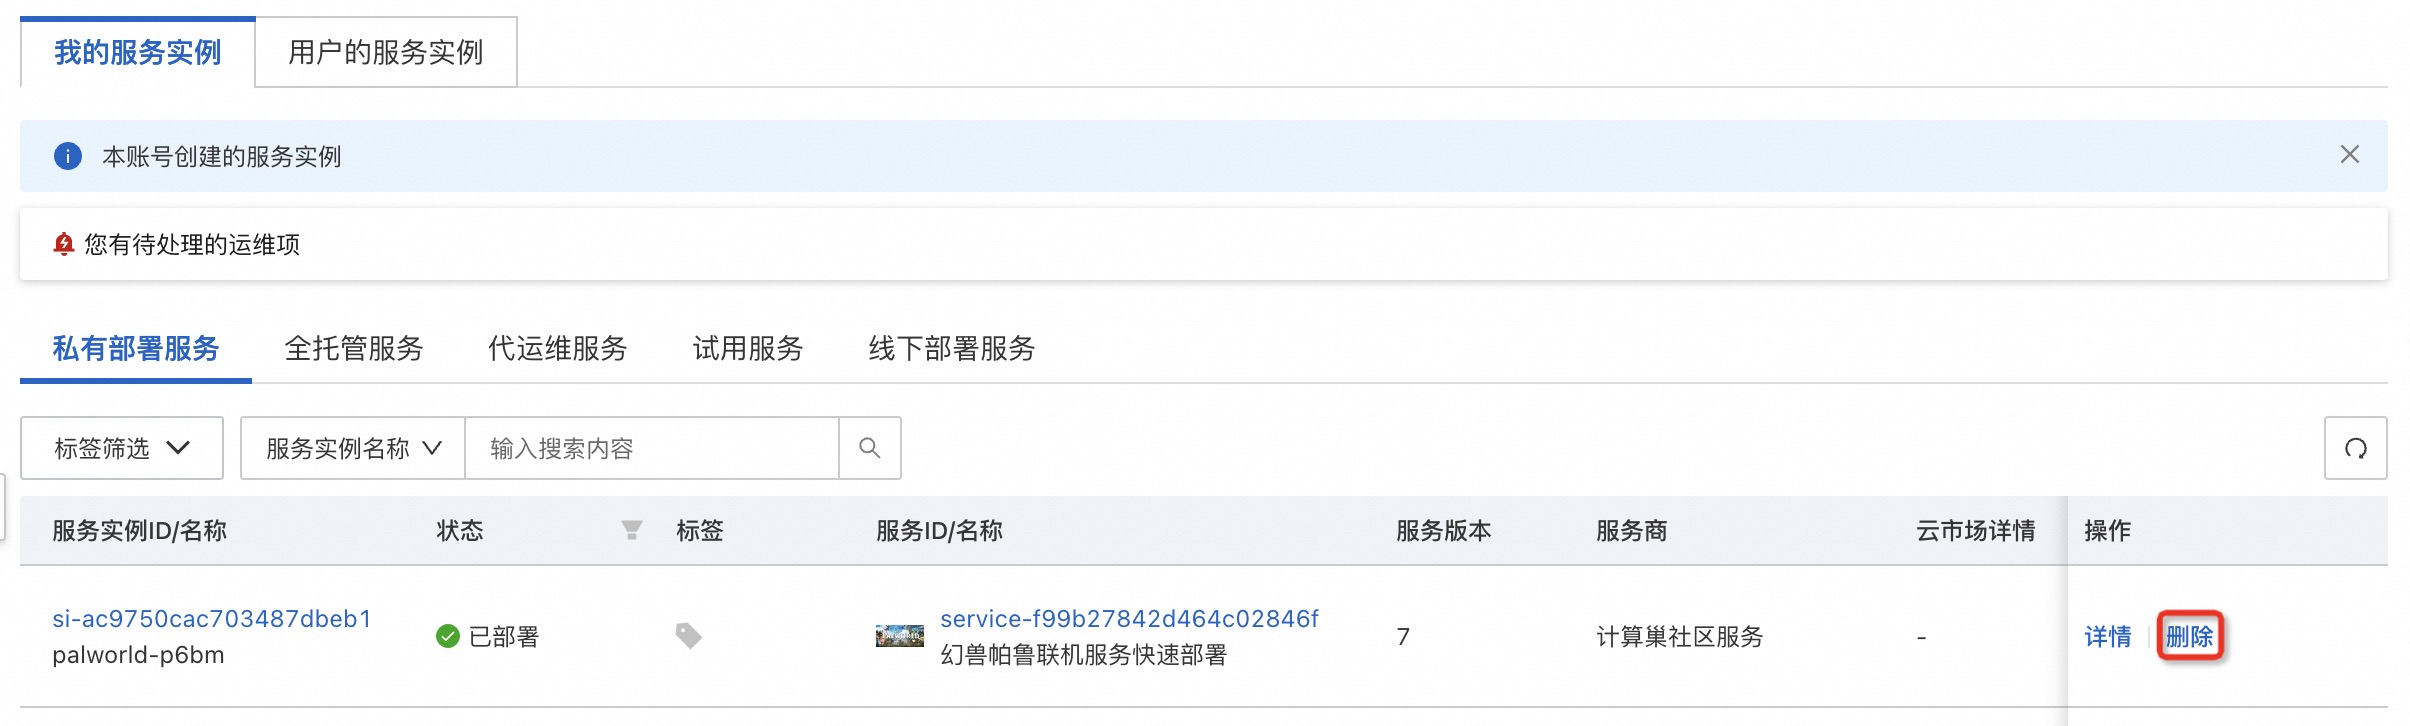 我的服务实例
用户的服务实例
本账号创建的服务实例
您有待处理的运维项
私有部署服务
全托管服务
代运维服务
试用服务
线下部署服务
标签筛选
服务实例名称
输入搜索内容
服务实例ID/名称
状态
标签
服务ID/名称
服务版本
服务商
云市场详情
操作
si-ac9750cac703487dbeb1
palworld-p6bm
已部署
PALWORLD
service-f99b27842d464c02846f
幻兽帕鲁联机服务快速部署
7
计算巢社区服务
-
详情
删除